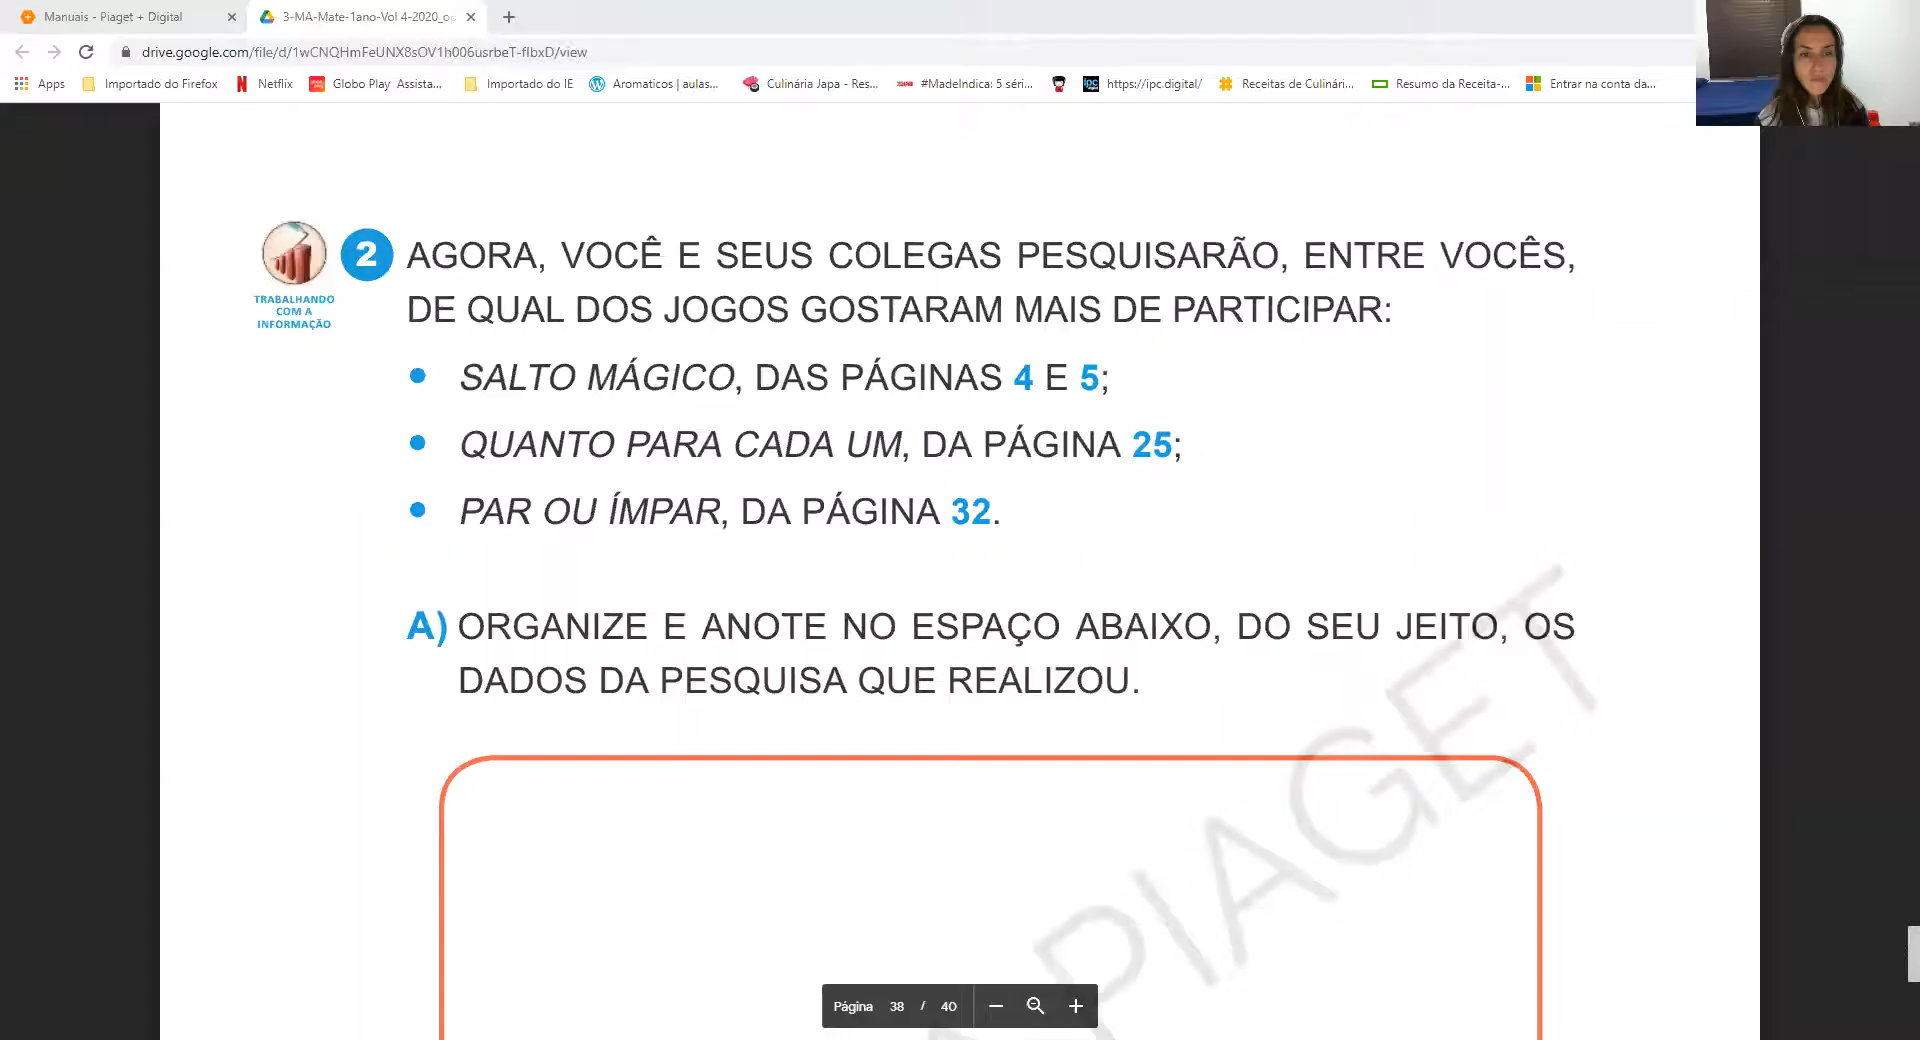 Manuais - Piaget + Digital
3-MA-Mate-1ano-Vol 4-2020_op
drive.google.com/file/d/1wCNQHmFeUNX8sOV1h006usrbeT-flbxD/view
Apps
Importado do Firefox
Netflix
Globo Play Assista...
Importado do IE
Aromaticos | aulas...
Culinária Japa - Res...
#MadeIndica: 5 séri...
https://ipc.digital/
Receitas de Culinári...
Resumo da Receita-...
Entrar na conta da...
TRABALHANDO
COM A
INFORMAÇÃO
2 AGORA, VOCÊ E SEUS COLEGAS PESQUISARÃO, ENTRE VOCÊS,
DE QUAL DOS JOGOS GOSTARAM MAIS DE PARTICIPAR:
• SALTO MÁGICO, DAS PÁGINAS 4 E 5;
• QUANTO PARA CADA UM, DA PÁGINA 25;
• PAR OU ÍMPAR, DA PÁGINA 32.
A) ORGANIZE E ANOTE NO ESPAÇO ABAIXO, DO SEU JEITO, OS
DADOS DA PESQUISA QUE REALIZOU.
PIAGET
Página 38 / 40